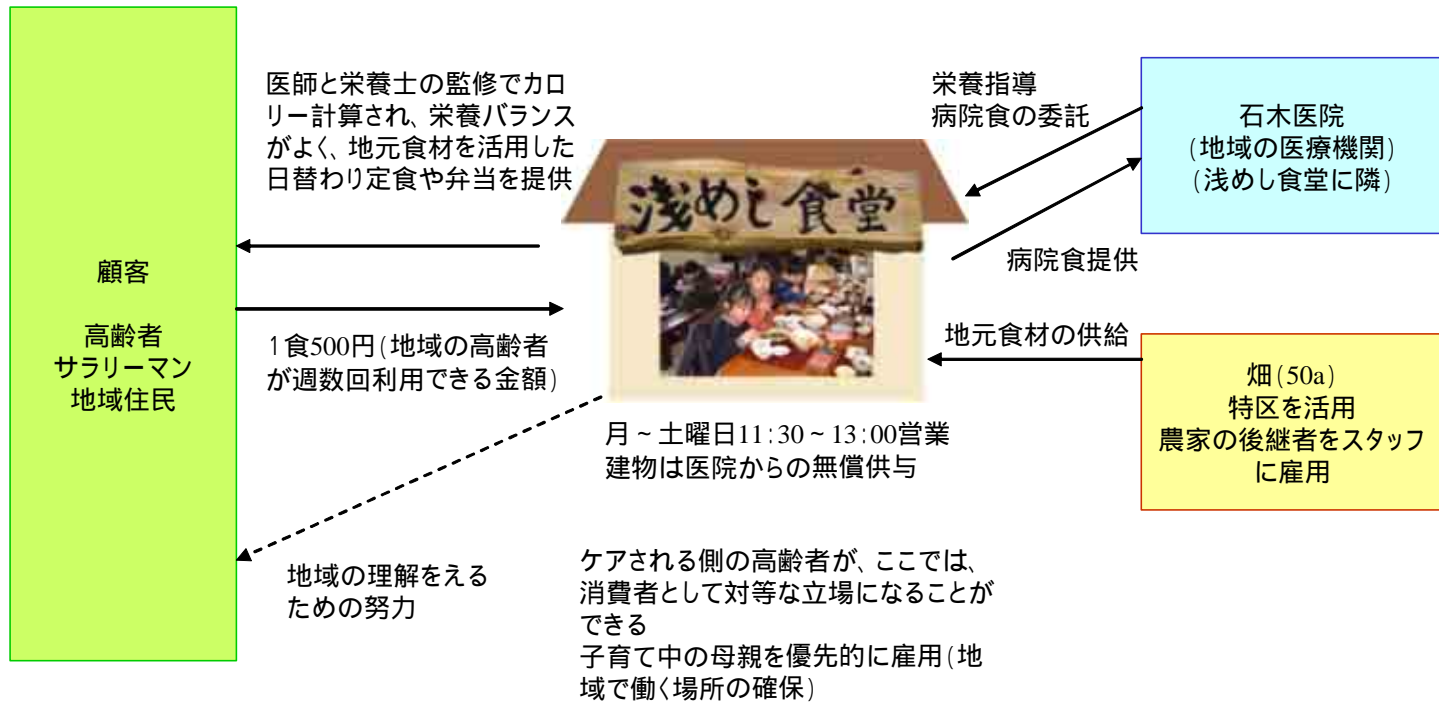 顧客
高齢者
サラリーマン
地域住民
医師と栄養士の監修でカロ
リー計算され、栄養バランス
がよく、地元食材を活用した
日替わり定食や弁当を提供
1食500円(地域の高齢者
が週数回利用できる金額)
地域の理解をえる
ための努力
浅めし食堂
月~土曜日11:30~13:00営業
建物は医院からの無償供与
ケアされる側の高齢者が、ここでは、
消費者として対等な立場になることが
できる
子育て中の母親を優先的に雇用(地
域で働く場所の確保)
栄養指導
病院食の委託
病院食提供
地元食材の供給
石木医院
(地域の医療機関)
(浅めし食堂に隣)
畑(50a)
特区を活用
農家の後継者をスタッフ
に雇用